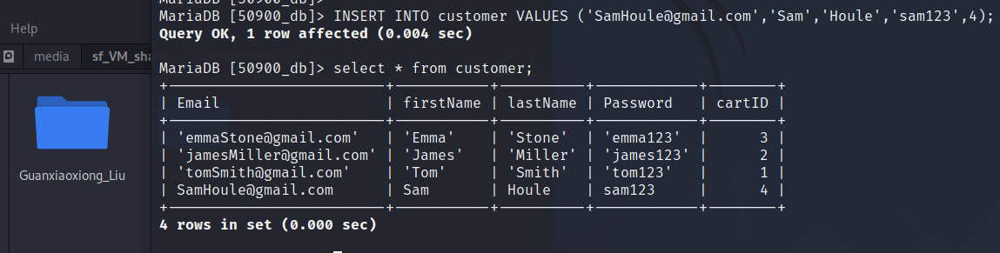 MariaDB [50900_db]>
MariaDB [50900_db]> INSERT INTO customer VALUES ('SamHoule@gmail.com','Sam','Houle','sam123',4);
Help
Query OK, 1 row affected (0.004 sec)
media sf_VM_sha
MariaDB [50900_db]> select * from customer;
+-------------------------+-----------+----------+------------+--------+
| Email                   | firstName | lastName | Password   | cartID |
+-------------------------+-----------+----------+------------+--------+
| 'emmaStone@gmail.com'   | 'Emma'    | 'Stone'  | 'emma123'  |      3 |
| 'jamesMiller@gmail.com' | 'James'   | 'Miller' | 'james123' |      2 |
| 'tomSmith@gmail.com'    | 'Tom'     | 'Smith'  | 'tom123'   |      1 |
| SamHoule@gmail.com      | Sam       | Houle    | sam123     |      4 |
+-------------------------+-----------+----------+------------+--------+
Guanxiaoxiong_Liu
4 rows in set (0.000 sec)